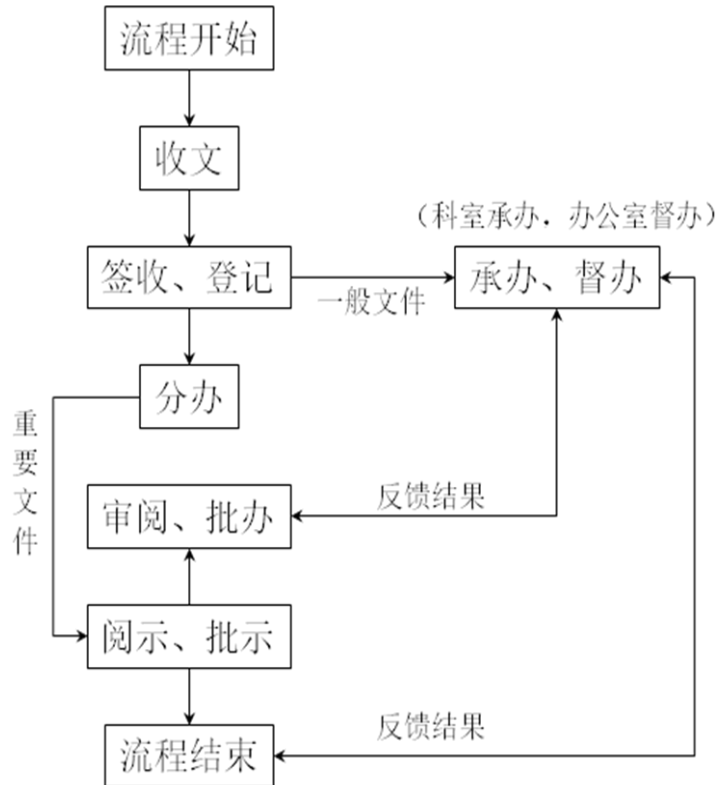 流程开始
收文
（科室承办，办公室督办）
签收、登记
一般文件
承办、督办
分办
重要文件
审阅、批办
反馈结果
阅示、批示
反馈结果
流程结束